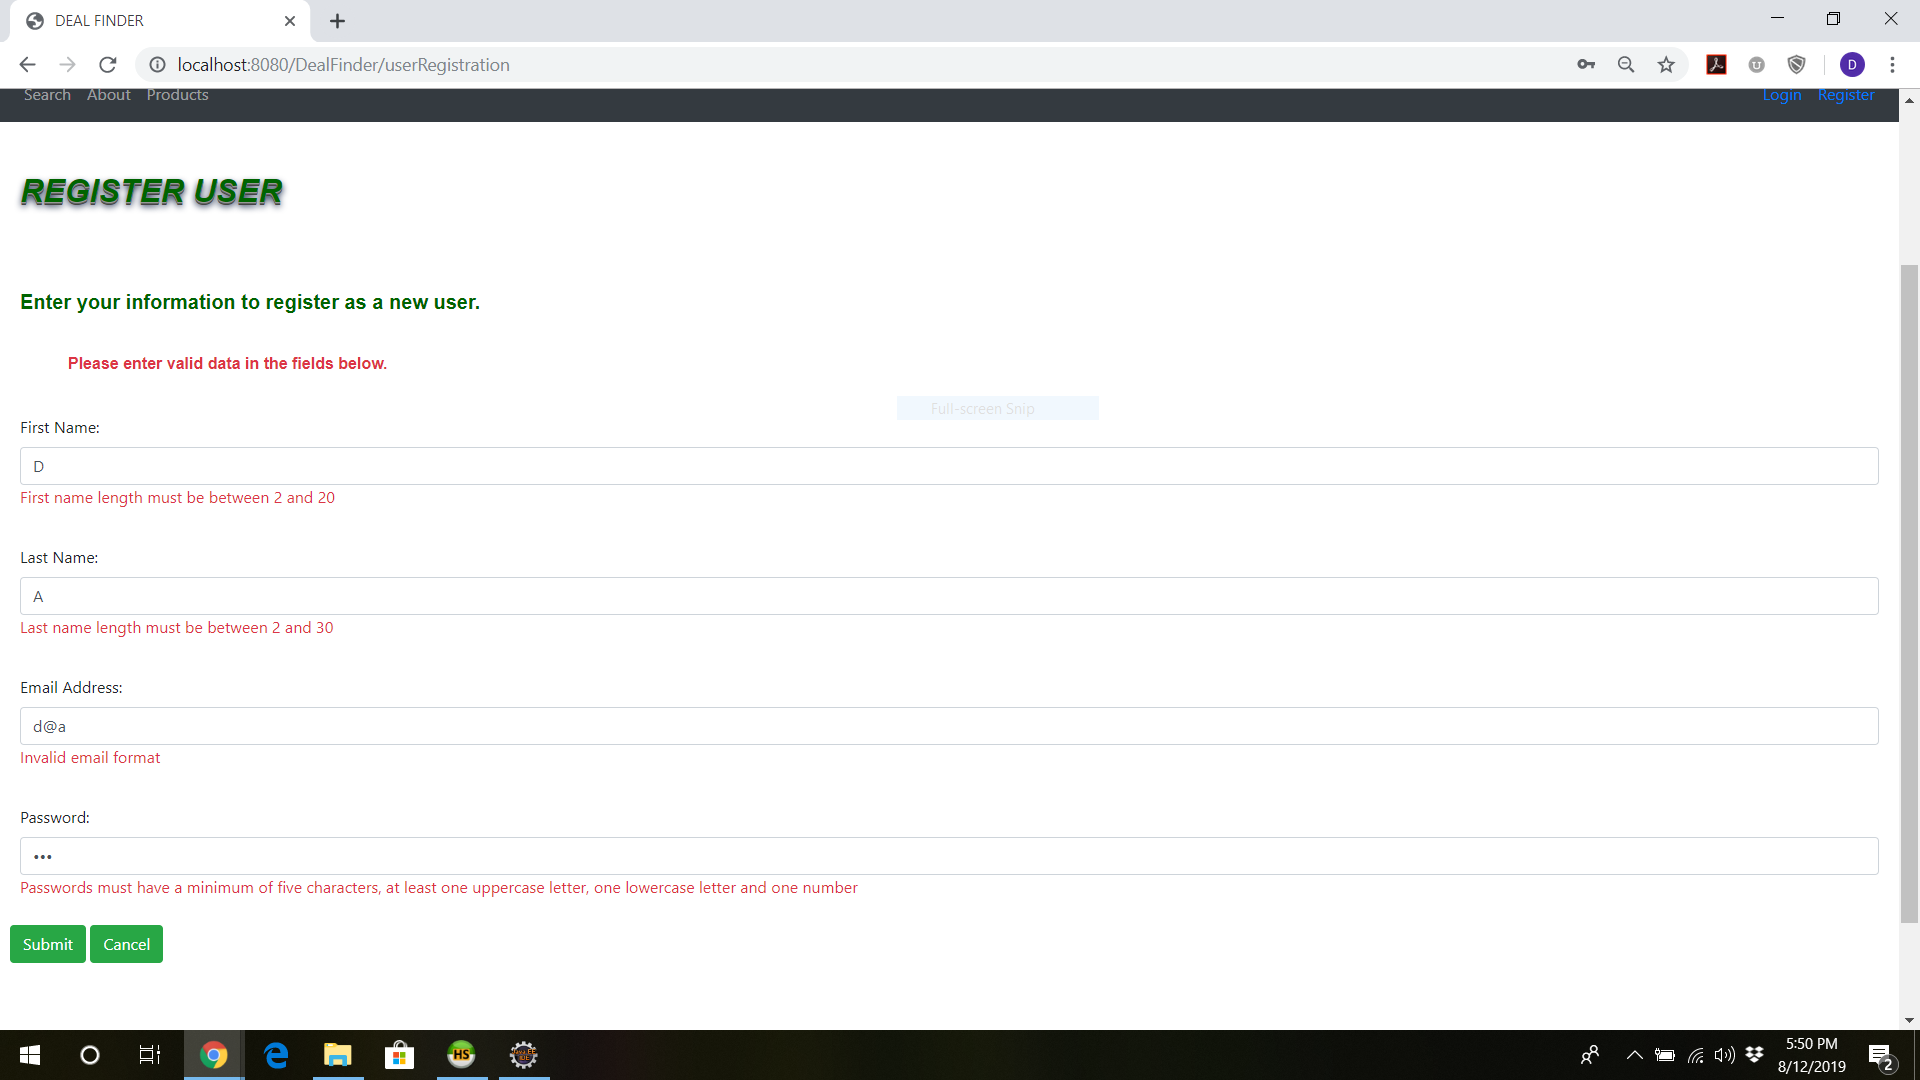 DEAL FINDER
localhost:8080/DealFinder/userRegistration
D
Search About Products Login Register
REGISTER USER
Enter your information to register as a new user.
Please enter valid data in the fields below.
Full-screen Snip
First Name:
D
First name length must be between 2 and 20
Last Name:
A
Last name length must be between 2 and 30
Email Address:
d@a
Invalid email format
Password:
•••
Passwords must have a minimum of five characters, at least one uppercase letter, one lowercase letter and one number
Submit Cancel
HS
5:50 PM
8/12/2019
2